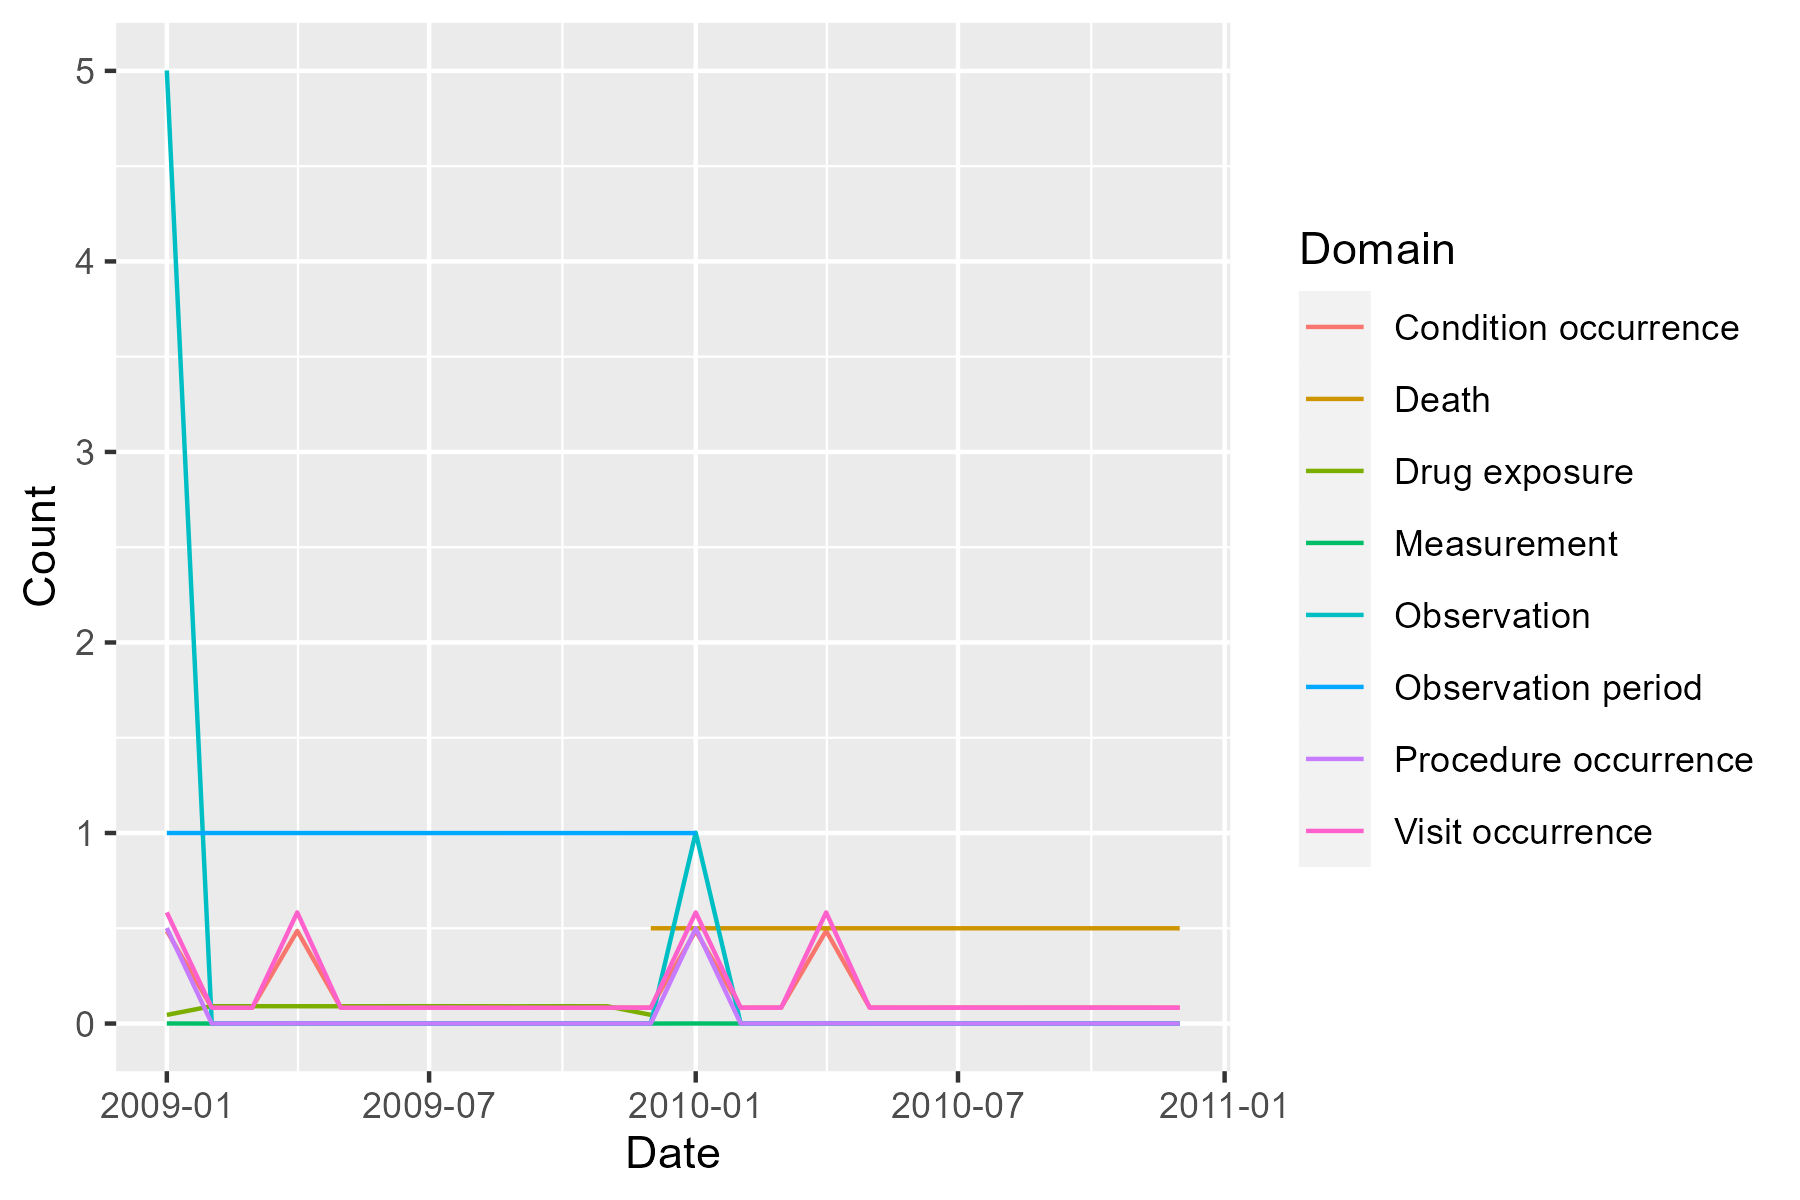 5
4
3
2
1
0
Count
2009-01
2009-07
2010-01
2010-07
2011-01
Date
Domain
Condition occurrence
Death
Drug exposure
Measurement
Observation
Observation period
Procedure occurrence
Visit occurrence